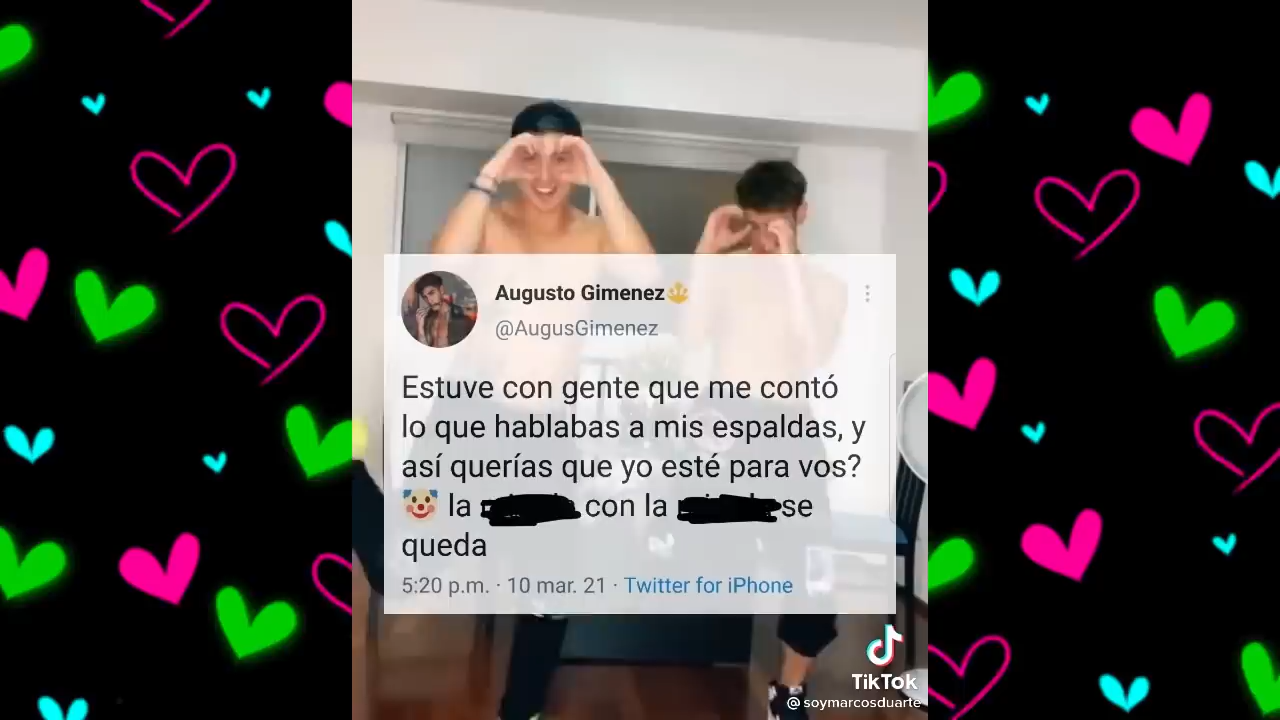 Augusto Gimenez
@AugusGimenez
Estuve con gente que me contó
lo que hablabas a mis espaldas, y
así querías que yo esté para vos?
🤡 la con la se
queda
5:20 p.m. · 10 mar. 21 · Twitter for iPhone
TikTok
@soymarcosduarte